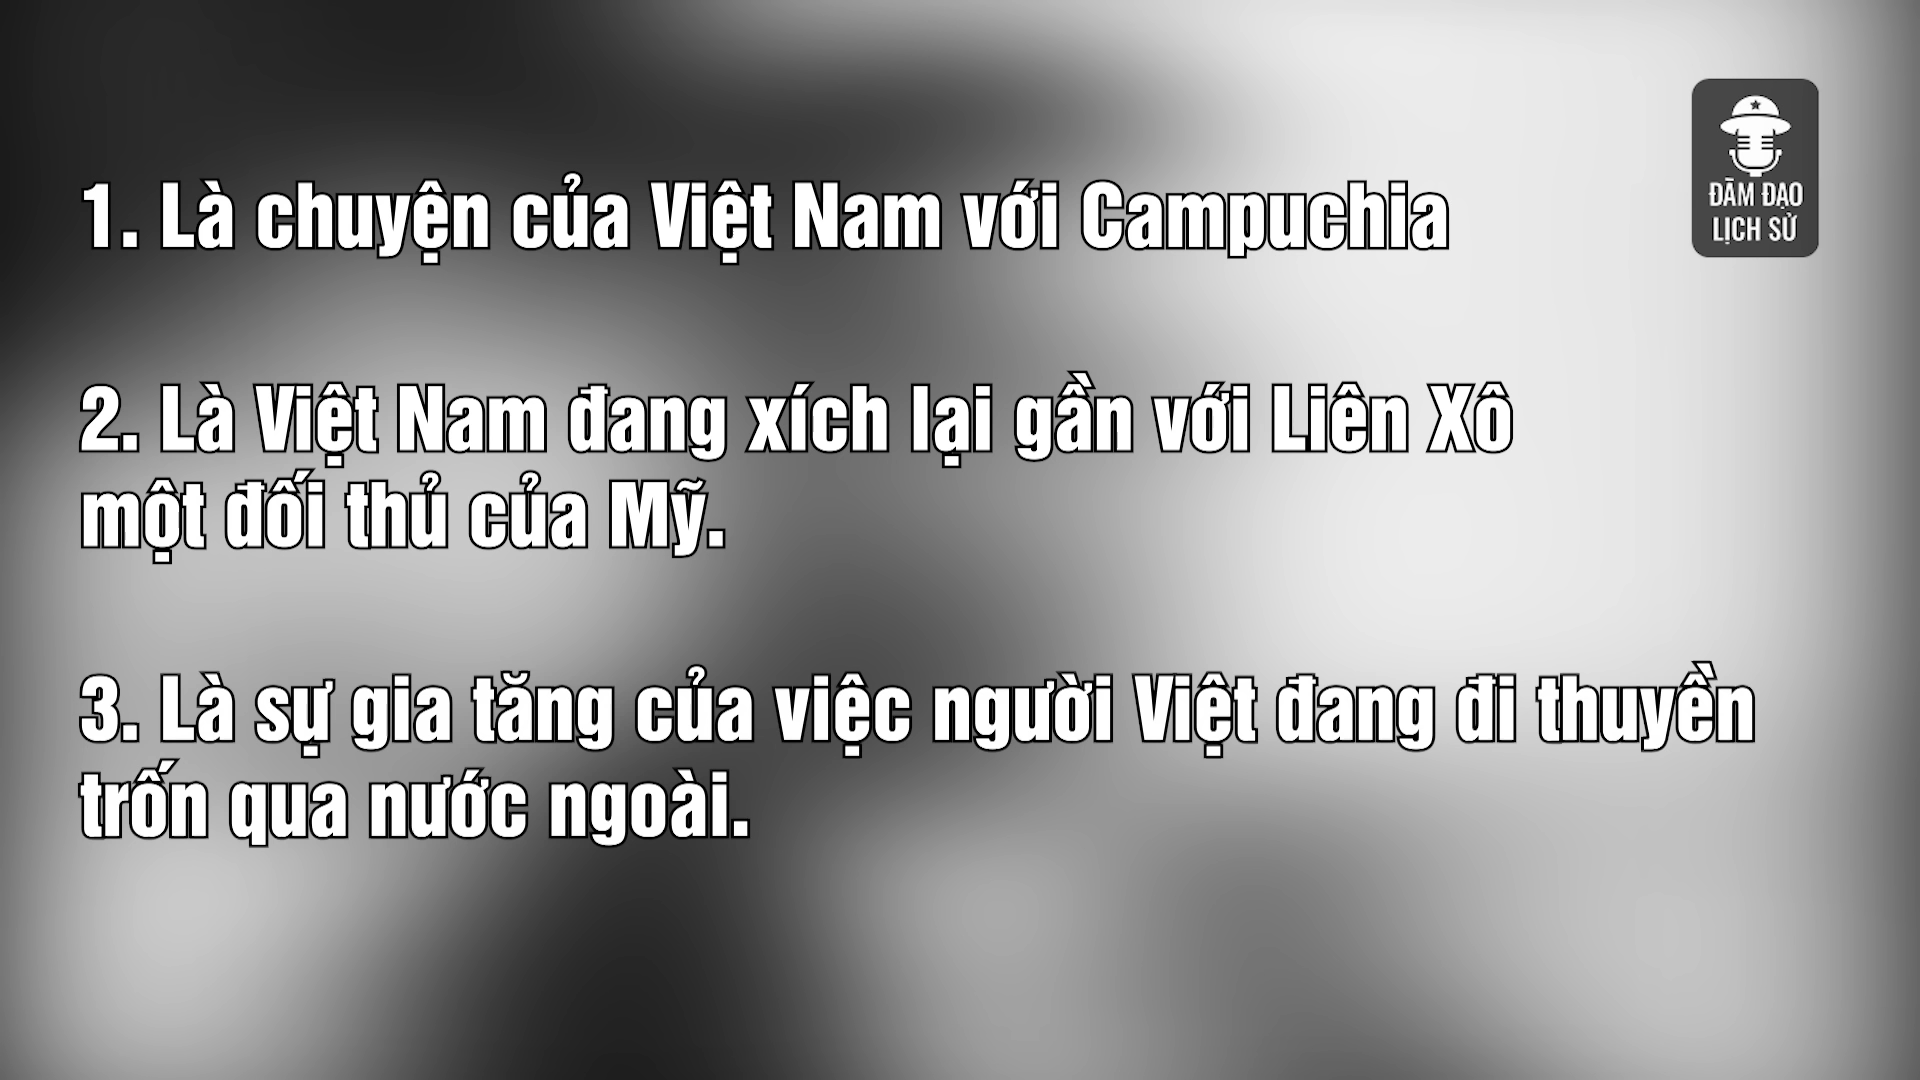 1. Là chuyện của Việt Nam với Campuchia
2. Là Việt Nam đang xích lại gần với Liên Xô
một đối thủ của Mỹ.
3. Là sự gia tăng của việc người Việt đang đi thuyền
trốn qua nước ngoài.
ĐÀM ĐẠO
LỊCH SỬ